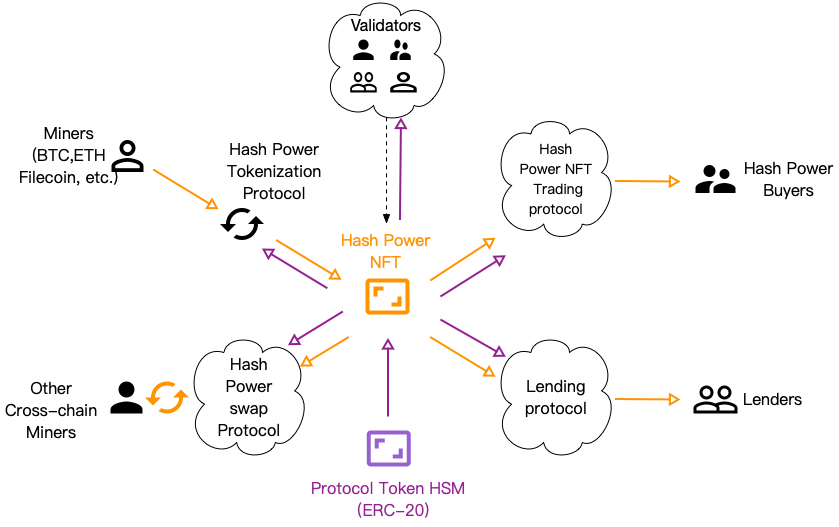 Validators
Miners
(BTC,ETH
Filecoin, etc.)
Hash Power
Tokenization
Protocol
Hash
Power NFT
Trading
protocol
Hash Power
Buyers
Hash Power
NFT
Other
Cross-chain
Miners
Hash
Power
swap
Protocol
Lending
protocol
Lenders
Protocol Token HSM
(ERC-20)